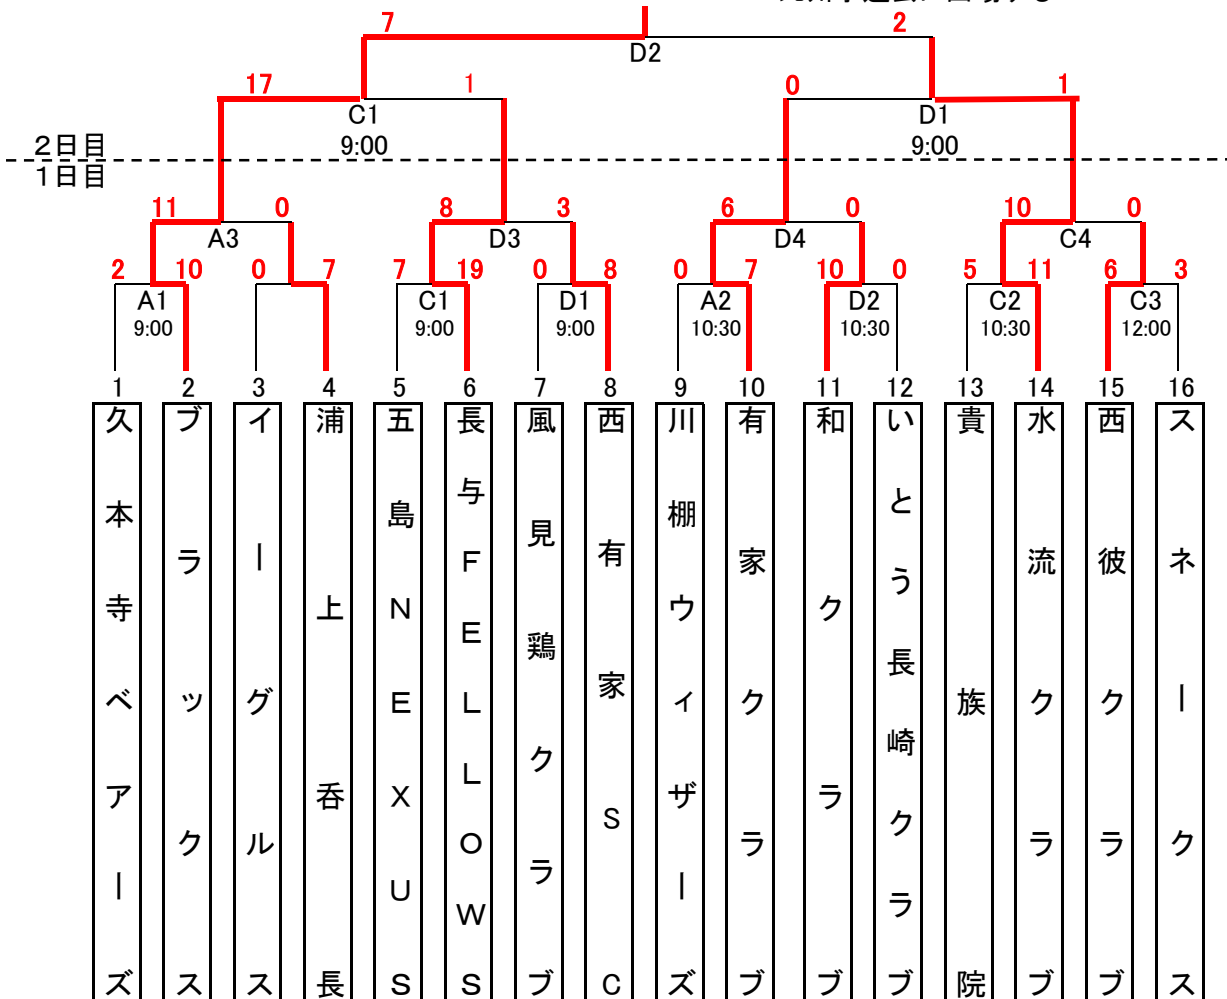 7 2
D2
17 1 0 1
C1 D1
2日目 9:00 9:00
1日目
11 0 8 3 6 0 10 0
A3 D3 D4 C4
2 10 0 7 7 19 0 8 0 7 10 0 5 11 6 3
A1 C1 D1 A2 D2 C2 C3
9:00 9:00 9:00 10:30 10:30 10:30 12:00
1 2 3 4 5 6 7 8 9 10 11 12 13 14 15 16
久本寺ベアーズ
ブラックス
イーグルス
浦上呑長
五島NEXUS
長与FELLOWS
風見鶏クラブ
西有家SC
川棚ウィザーズ
有家クラブ
和クラブ
いとう長崎クラブ
貴族院
水流クラブ
西彼クラブ
スネークス